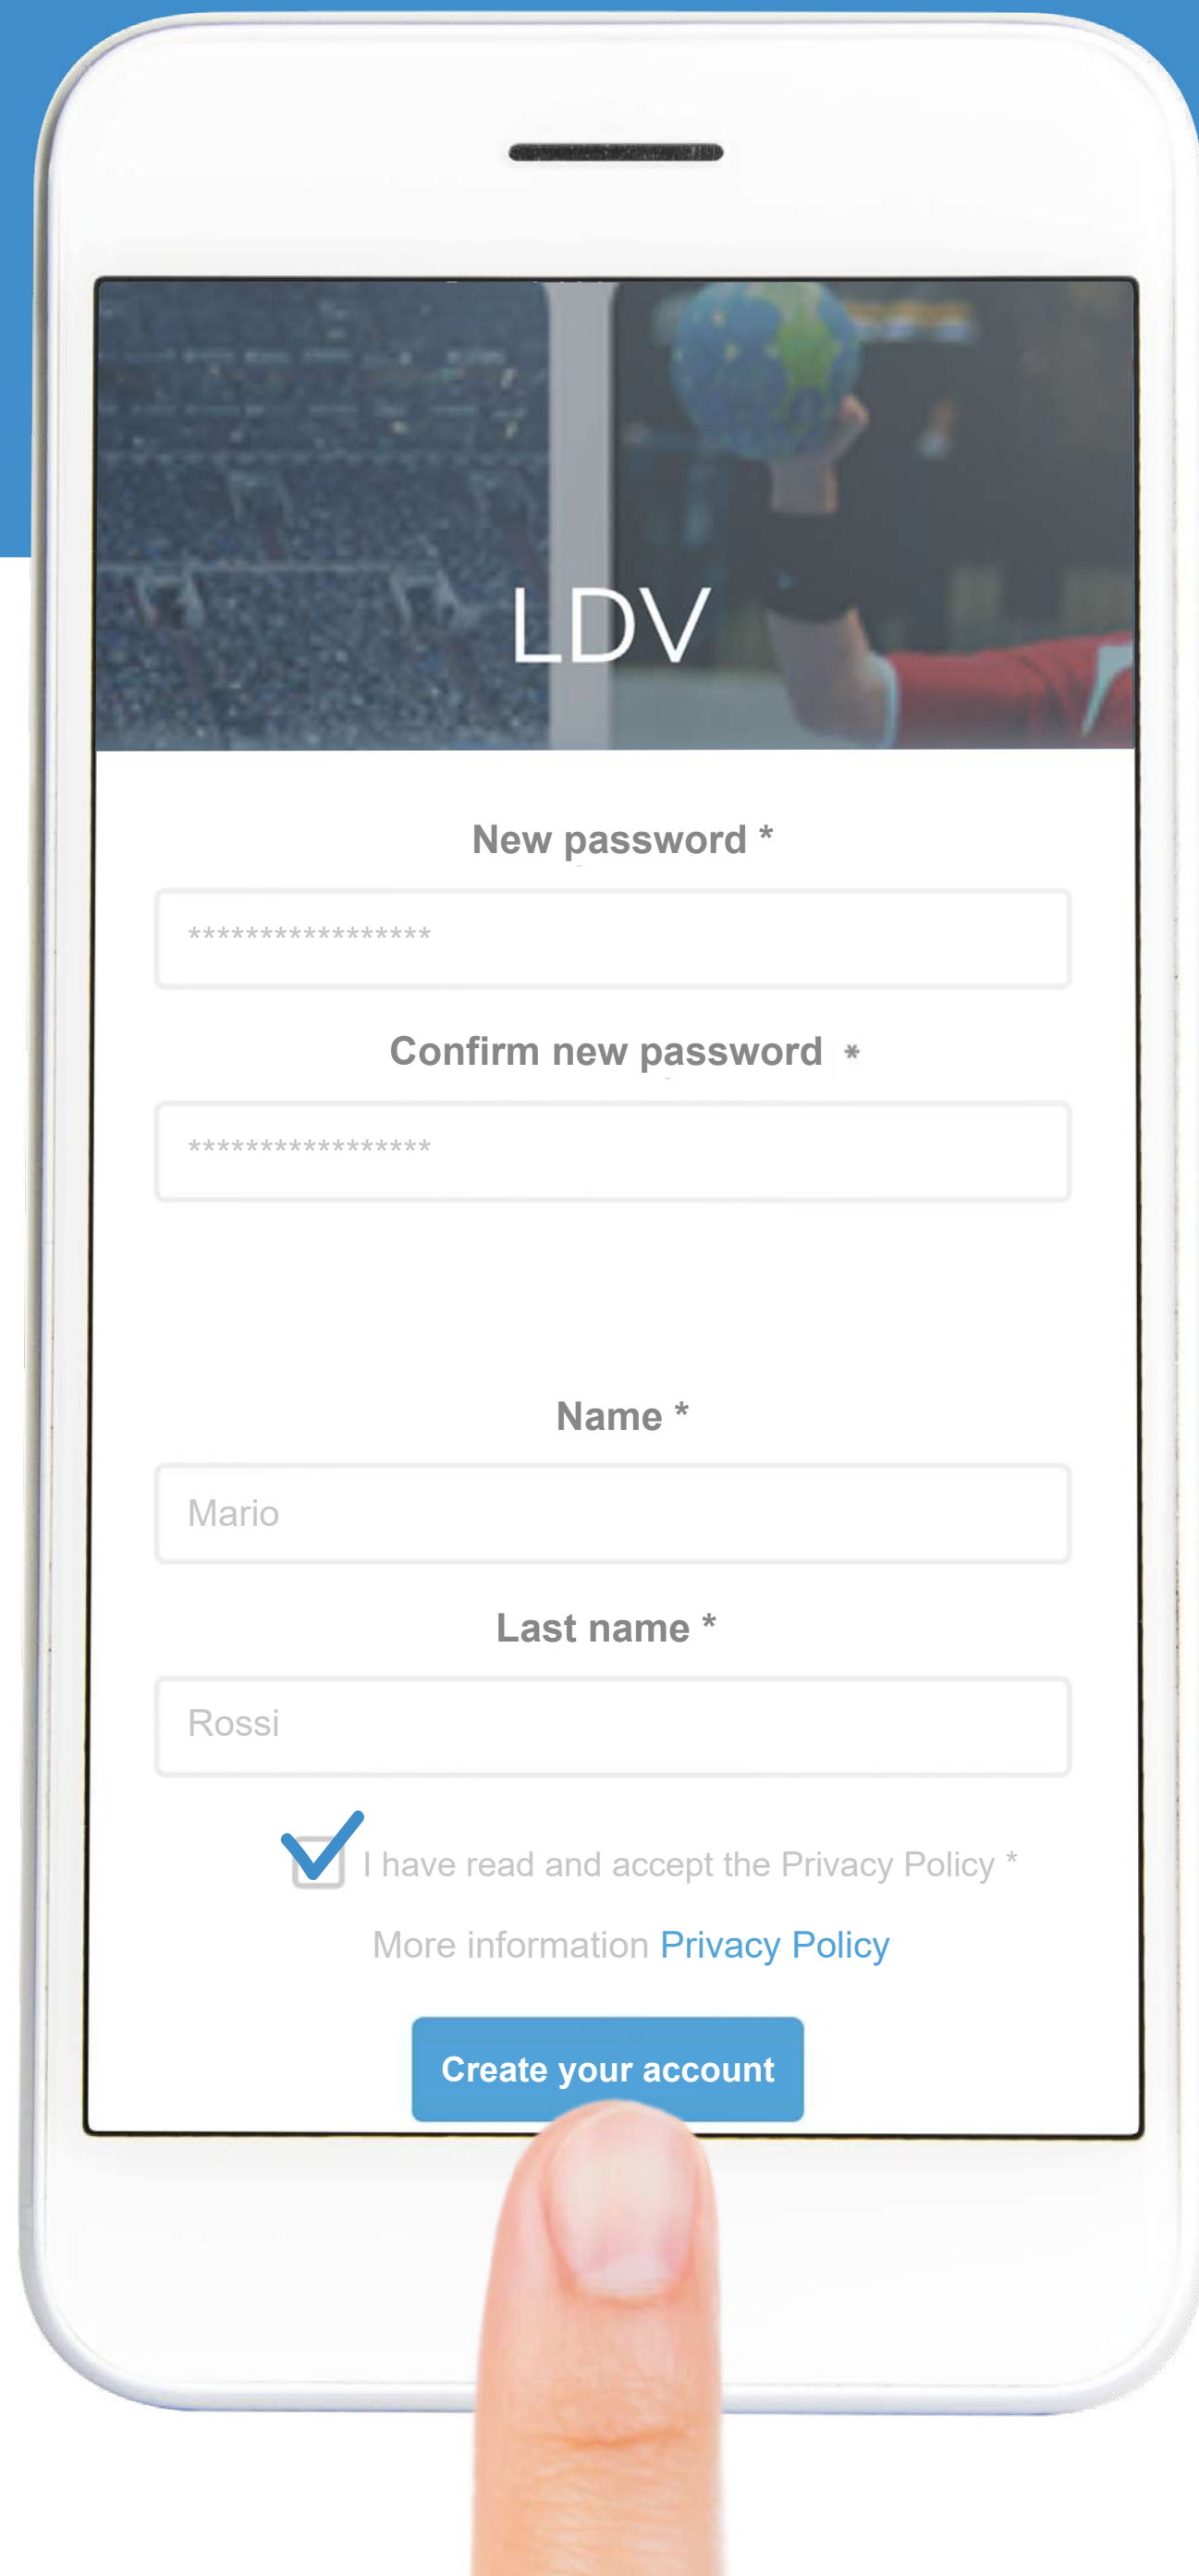 LDV
New password *
*****************
Confirm new password *
*****************
Name *
Mario
Last name *
Rossi
I have read and accept the Privacy Policy *
More information Privacy Policy
Create your account